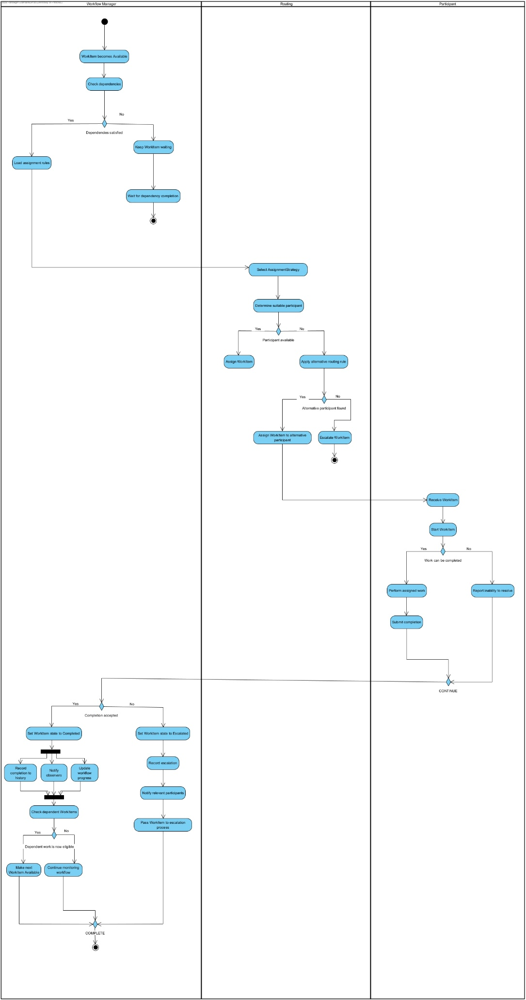 Workflow Manager
Routing
Participant
WorkItem becomes Available
Check dependencies
No
Yes
Dependencies satisfied
Keep WorkItem waiting
Load assignment rules
Wait for dependency completion
Select AssignmentStrategy
Determine suitable participant
Yes
No
Participant available
Assign WorkItem
Apply alternative routing rule
Yes
No
Alternative participant found
Assign WorkItem to alternative
participant
Escalate WorkItem
Receive WorkItem
Start WorkItem
Yes
No
Work can be completed
Perform assigned work
Report inability to resolve
Submit completion
CONTINUE
Yes
No
Completion accepted
Set WorkItem state to Completed
Set WorkItem state to Escalated
Record
completion to
history
Notify
observers
Update
workflow
progress
Record escalation
Notify relevant participants
Check dependent WorkItems
Pass WorkItem to escalation
process
Yes
No
Dependent work is now eligible
Make next
WorkItem Available
Continue monitoring
workflow
COMPLETE